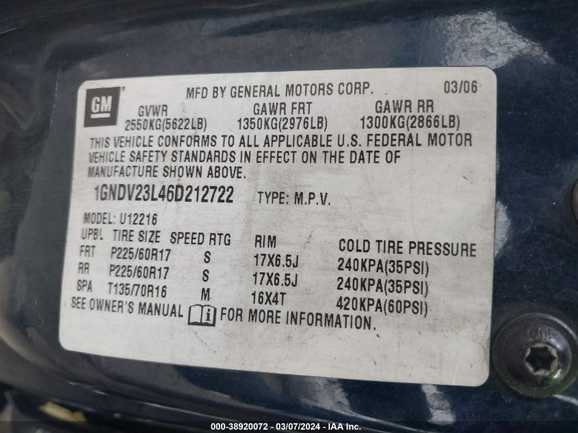 MFD BY GENERAL MOTORS CORP. 03/06
GM
GVWR GAWR FRT GAWR RR
2550KG(5622LB) 1350KG(2976LB) 1300KG(2866LB)
THIS VEHICLE CONFORMS TO ALL APPLICABLE U.S. FEDERAL MOTOR
VEHICLE SAFETY STANDARDS IN EFFECT ON THE DATE OF
MANUFACTURE SHOWN ABOVE.
1GNDV23L46D212722 TYPE: M.P.V.
MODEL: U12216
UPBL TIRE SIZE SPEED RTG RIM COLD TIRE PRESSURE
FRT P225/60R17 S 17X6.5J 240KPA(35PSI)
RR P225/60R17 S 17X6.5J 240KPA(35PSI)
SPA T135/70R16 M 16X4T 420KPA(60PSI)
SEE OWNER'S MANUAL FOR MORE INFORMATION.
000-38920072 - 03/07/2024 - IAA Inc.